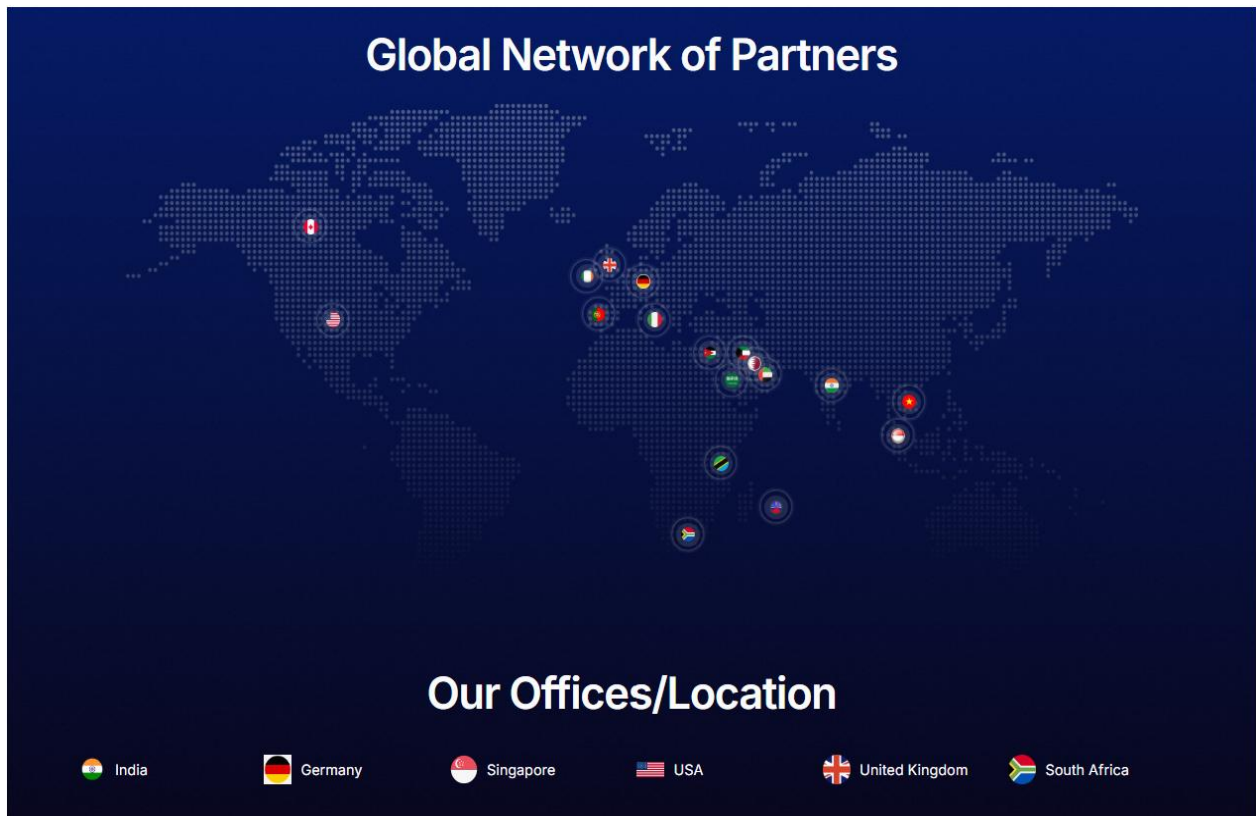 Global Network of Partners
Our Offices/Location
India
Germany
Singapore
USA
United Kingdom
South Africa